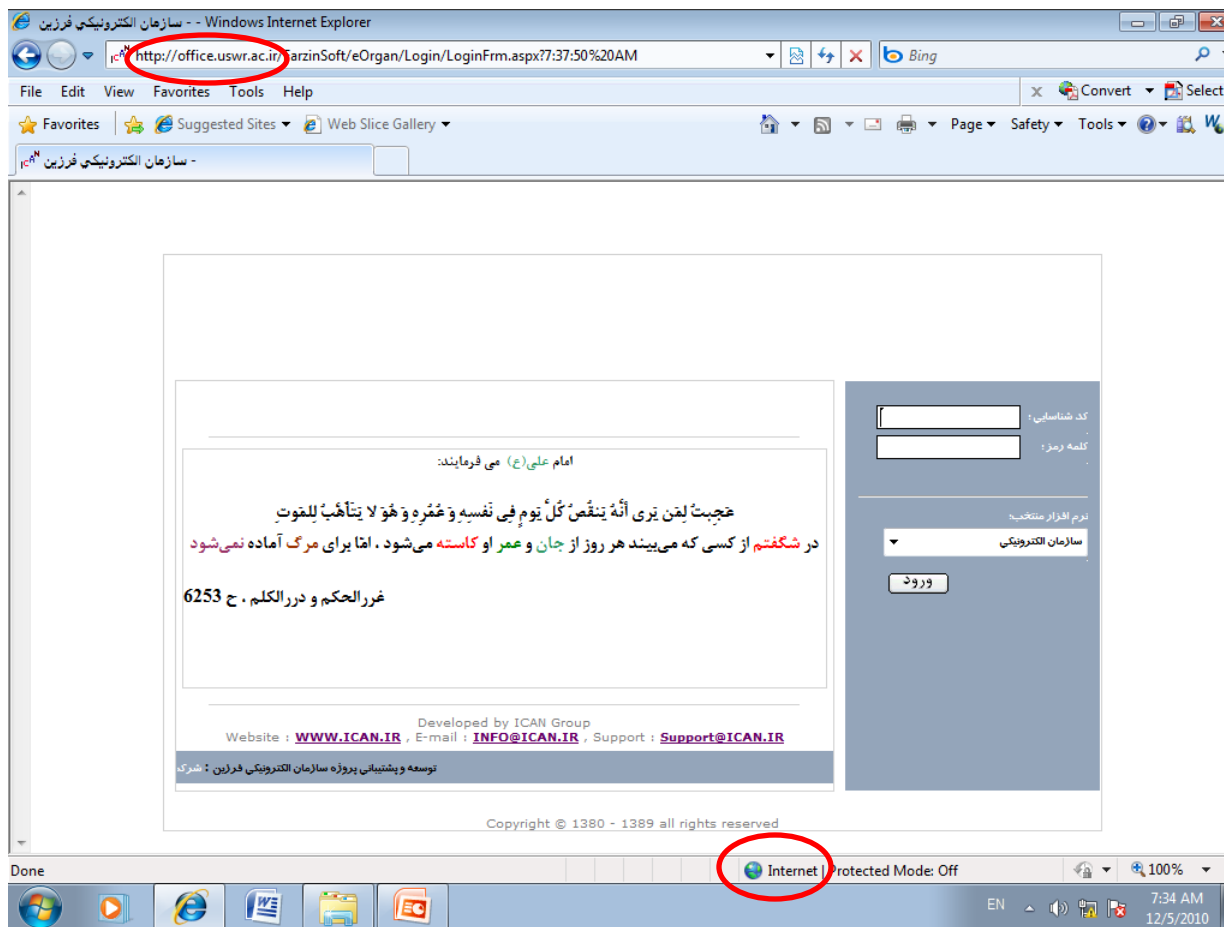 سازمان الکترونیکي فرزین - - Windows Internet Explorer
http://office.uswr.ac.ir/FarzinSoft/eOrgan/Login/LoginFrm.aspx?7:37:50%20AM
Bing
File Edit View Favorites Tools Help
Convert Select
Favorites Suggested Sites Web Slice Gallery
Page Safety Tools
سازمان الکترونیکي فرزین -
کد شناسایی :
کلمه رمز :
نرم افزار منتخب:
سازمان الکترونیکی
ورود
امام علی(ع) می فرمایند:
عَجِبتُ لِمَن یَری أنَّهُ یَنقُصُ کُلَّ یَومٍ فِی نَفسِهِ وَ عُمُرِهِ وَ هُوَ لا یَتَأهَّبُ لِلمَوتِ
در شگفتم از کسی که می‌بیند هر روز از جان و عمر او کاسته می‌شود ، امّا برای مرگ آماده نمی‌شود
غررالحکم و دررالکلم ، ح 6253
Developed by ICAN Group
Website : WWW.ICAN.IR , E-mail : INFO@ICAN.IR , Support : Support@ICAN.IR
توسعه و پشتیبانی پروژه سازمان الکترونیکی فرزین : شرک
Copyright © 1380 - 1389 all rights reserved
Done
Internet | Protected Mode: Off
100%
EN
7:34 AM
12/5/2010